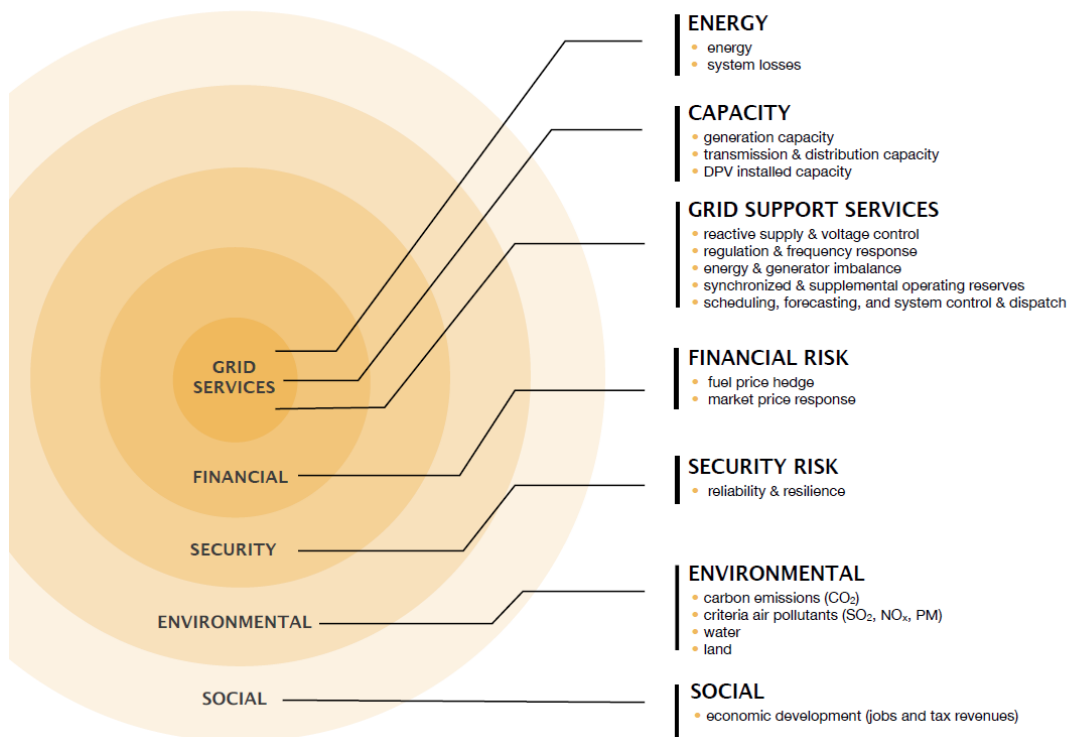 ENERGY
• energy
• system losses
CAPACITY
• generation capacity
• transmission & distribution capacity
• DPV installed capacity
GRID SUPPORT SERVICES
• reactive supply & voltage control
• regulation & frequency response
• energy & generator imbalance
• synchronized & supplemental operating reserves
• scheduling, forecasting, and system control & dispatch
GRID
SERVICES
FINANCIAL RISK
• fuel price hedge
• market price response
FINANCIAL
SECURITY RISK
• reliability & resilience
SECURITY
ENVIRONMENTAL
• carbon emissions (CO₂)
• criteria air pollutants (SO₂, NOₓ, PM)
• water
• land
ENVIRONMENTAL
SOCIAL
• economic development (jobs and tax revenues)
SOCIAL